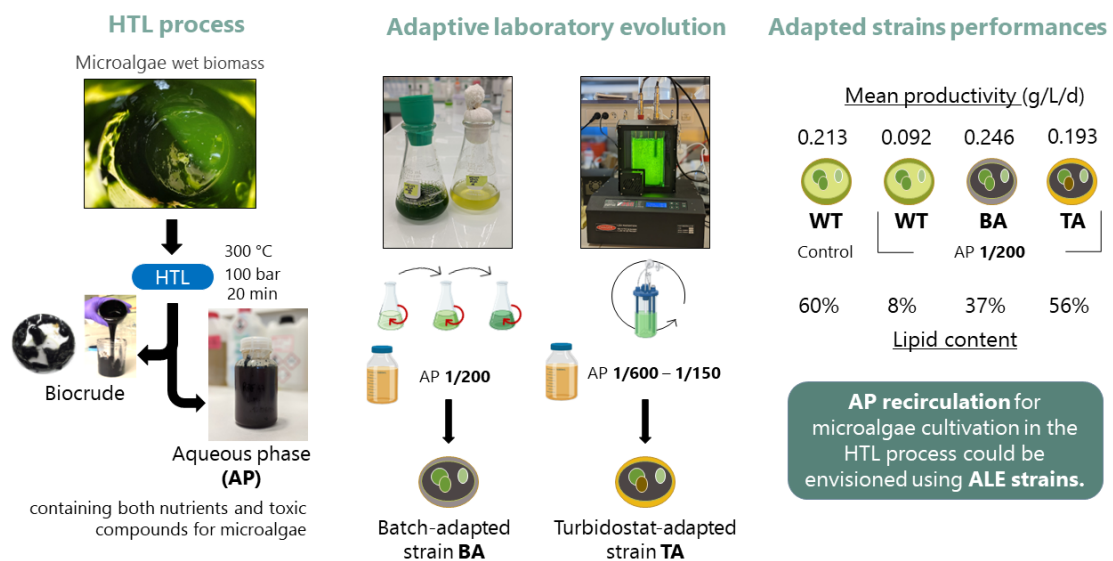 HTL process
Microalgae wet biomass
300 °C
100 bar
20 min
HTL
Biocrude
Aqueous phase
(AP)
containing both nutrients and toxic
compounds for microalgae
Adaptive laboratory evolution
AP 1/200
AP 1/600 – 1/150
Batch-adapted
strain BA
Turbidostat-adapted
strain TA
Adapted strains performances
Mean productivity (g/L/d)
0.213 0.092 0.246 0.193
WT WT BA TA
Control AP 1/200
60% 8% 37% 56%
Lipid content
AP recirculation for
microalgae cultivation in the
HTL process could be
envisioned using ALE strains.